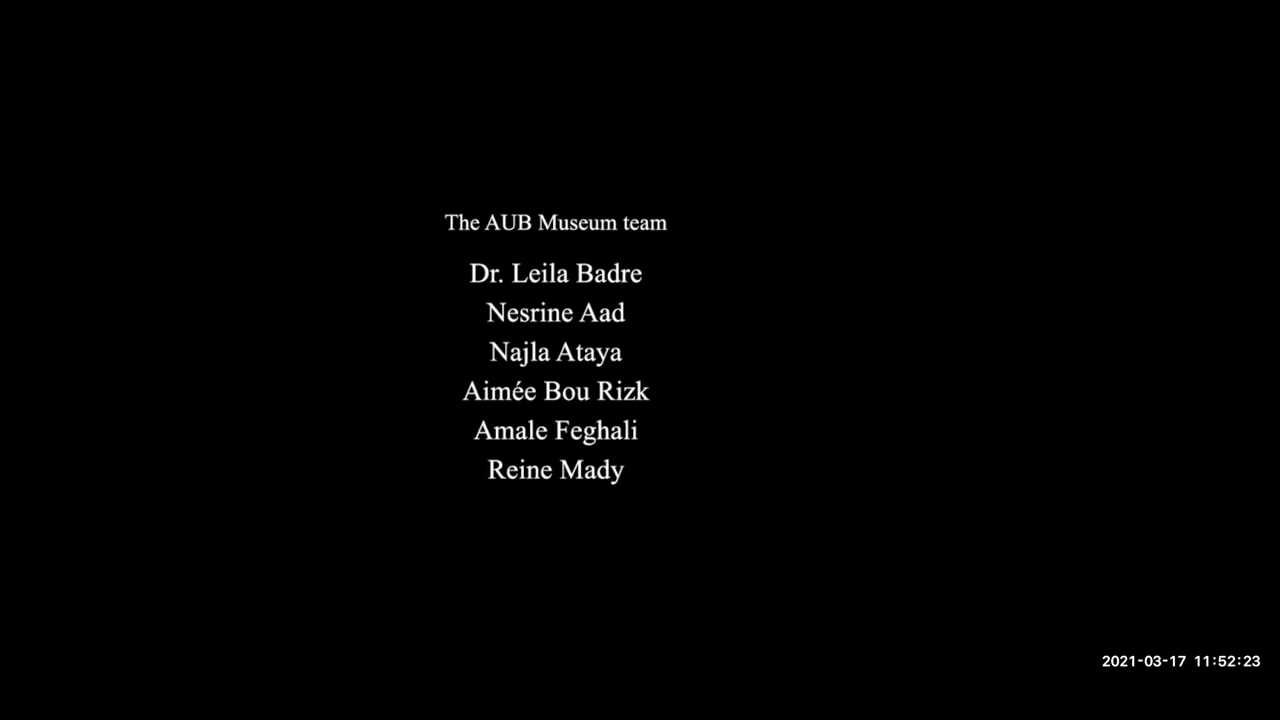 The AUB Museum team
Dr. Leila Badre
Nesrine Aad
Najla Ataya
Aimée Bou Rizk
Amale Feghali
Reine Mady
2021-03-17 11:52:23